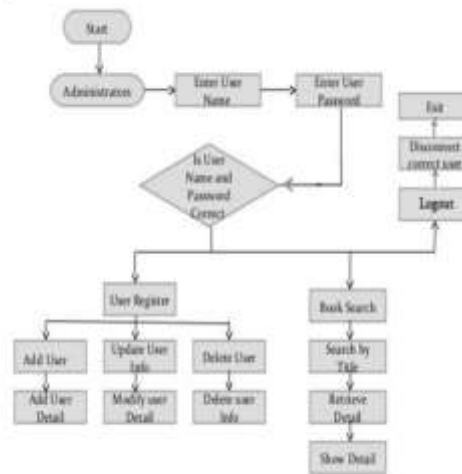 Start
Administrators
Enter User
Name
Enter User
Password
Exit
Disconnect
correct user
Logout
Is User
Name and
Password
Correct
User Register
Book Search
Add User
Update User
Info
Delete User
Search by
Title
Add User
Detail
Modify user
Detail
Delete user
Info
Retrieve
Detail
Show Detail